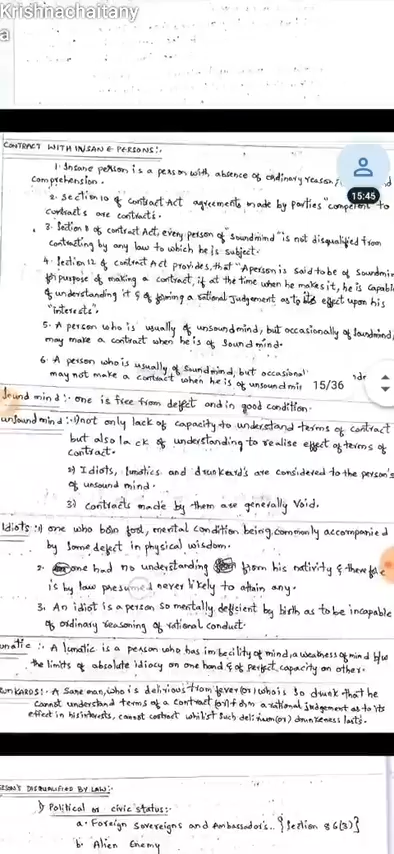 Krishnachaitany
a
CONTRACT WITH INSANE PERSONS:-
1. Insane person is a person with absence of ordinary reason,
comprehension.
2. Section 10 of contract Act agreements made by parties "competent to
contracts are contracts.
3. Section 8 of contract Act, every person of "soundmind" is not disqualified from
contracting by any law to which he is subject.
4. Section 12 of contract Act provides, that "A person is said to be of Soundmin
for purpose of making a contract, if at the time when he makes it, he is capabl
of understanding it & of forming a rational Judgement as to its effect upon his
"interests".
5. A person who is usually of unsound mind, but occasionally of Soundmind,
may make a contract when he is of Sound mind.
6. A person who is usually of Sound mind, but occasional
may not make a contract when he is of unsound mi
15:45
15/36
Sound mind :- one is free from defect and in good condition.
unsound mind :- 1) not only lack of capacity to understand terms of contract
but also lack of understanding to realise effect of terms of
contract.
2) Idiots, lunatics and drunkard's are considered to the person's
of unsound mind.
3) contracts made by them are generally Void.
Idiots :- 1) one who born fool, mental condition being commonly accompanied
by Some defect in physical wisdom.
2. one had no understanding from his nativity & therefore
is by law presumed never likely to attain any.
3. An idiot is a person so mentally deficient by birth as to be incapable
of ordinary reasoning of rational conduct.
unatic :- A lunatic is a person who has imbecility of mind, a weakness of mind b/w
the limits of absolute idiocy on one hand & of perfect capacity on other.
UNKARDS :- A Sane man, who is delirious from fever (or) who is so drunk that he
cannot understand terms of a Contract (or) form a rational judgement as to its
effect in his interests, cannot contract whilst Such delirium (or) drunkeness lasts.
ERSON'S DISQUALIFIED BY LAW:-
1) Political or civic status:-
a. Foreign Sovereigns and Ambassador's.. {Section 86(3)}
b. Alien Enemy